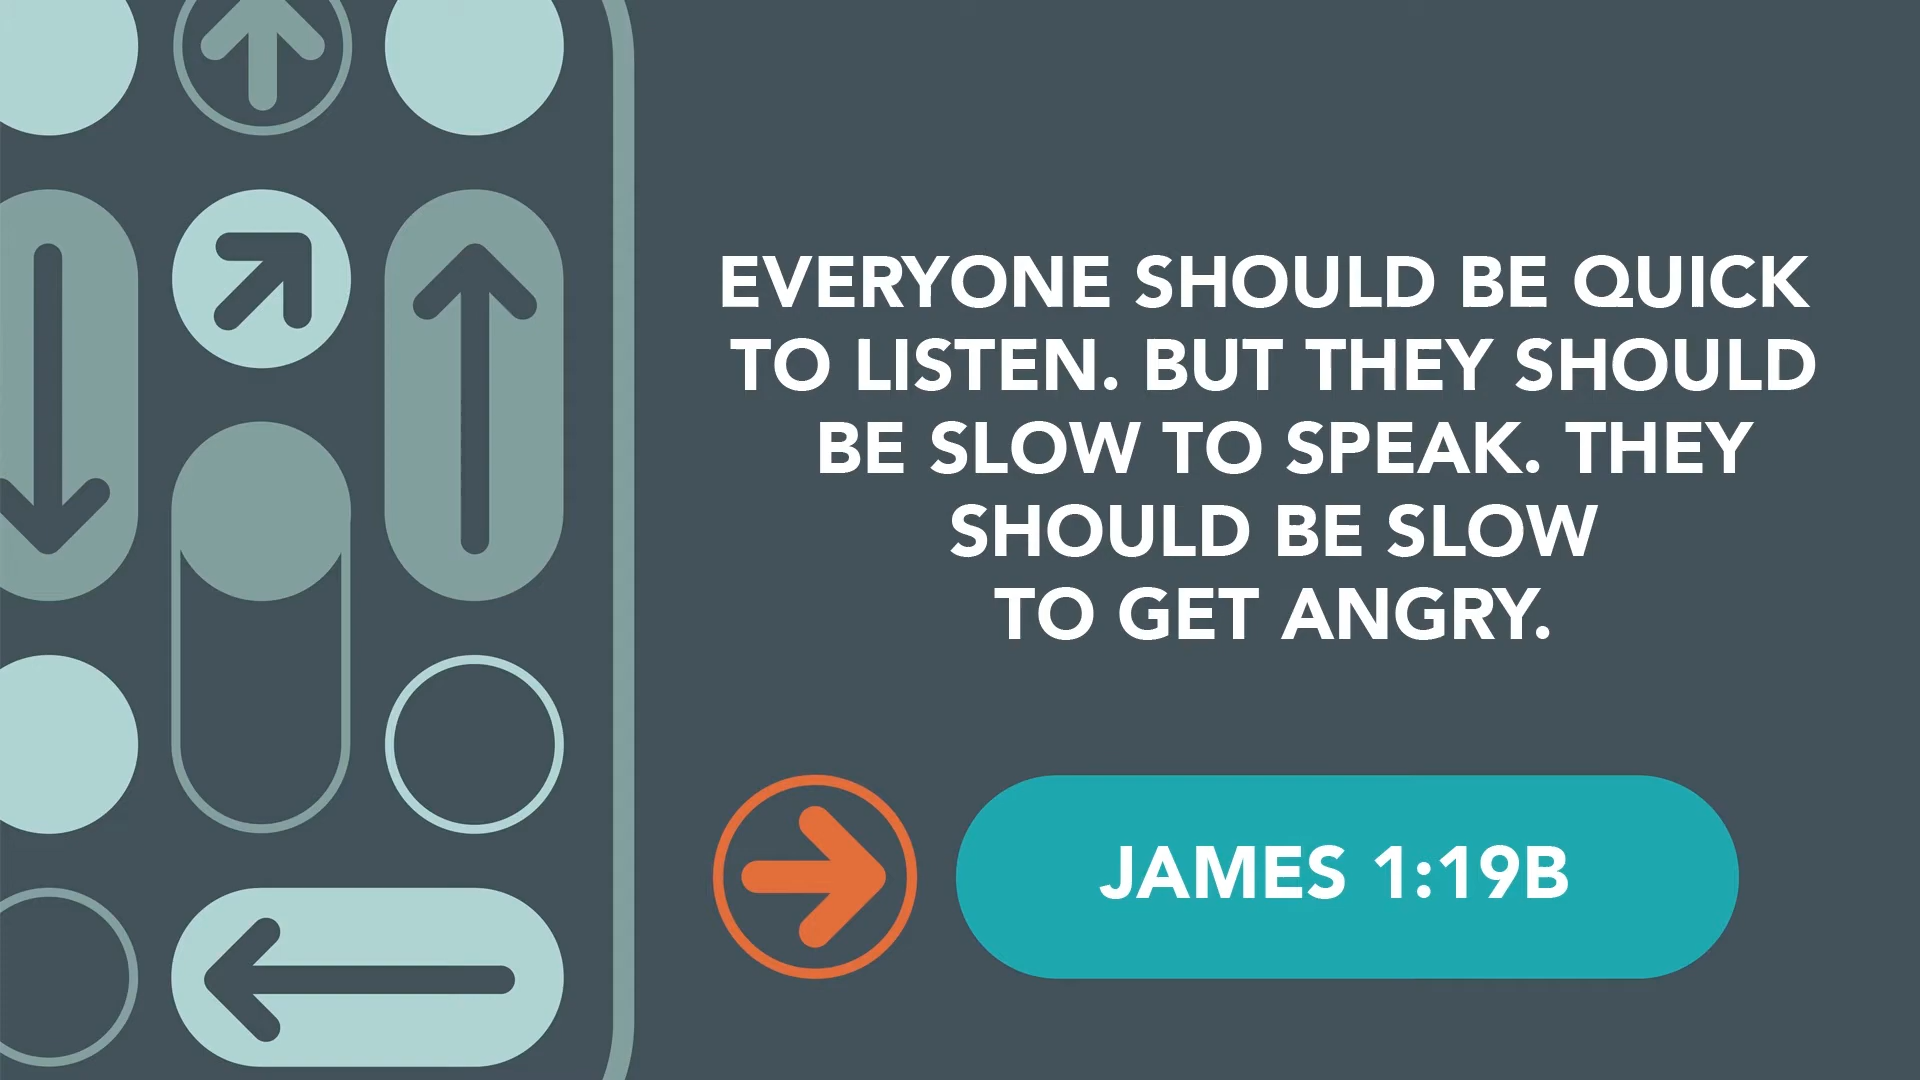 EVERYONE SHOULD BE QUICK
TO LISTEN. BUT THEY SHOULD
BE SLOW TO SPEAK. THEY
SHOULD BE SLOW
TO GET ANGRY.
JAMES 1:19B